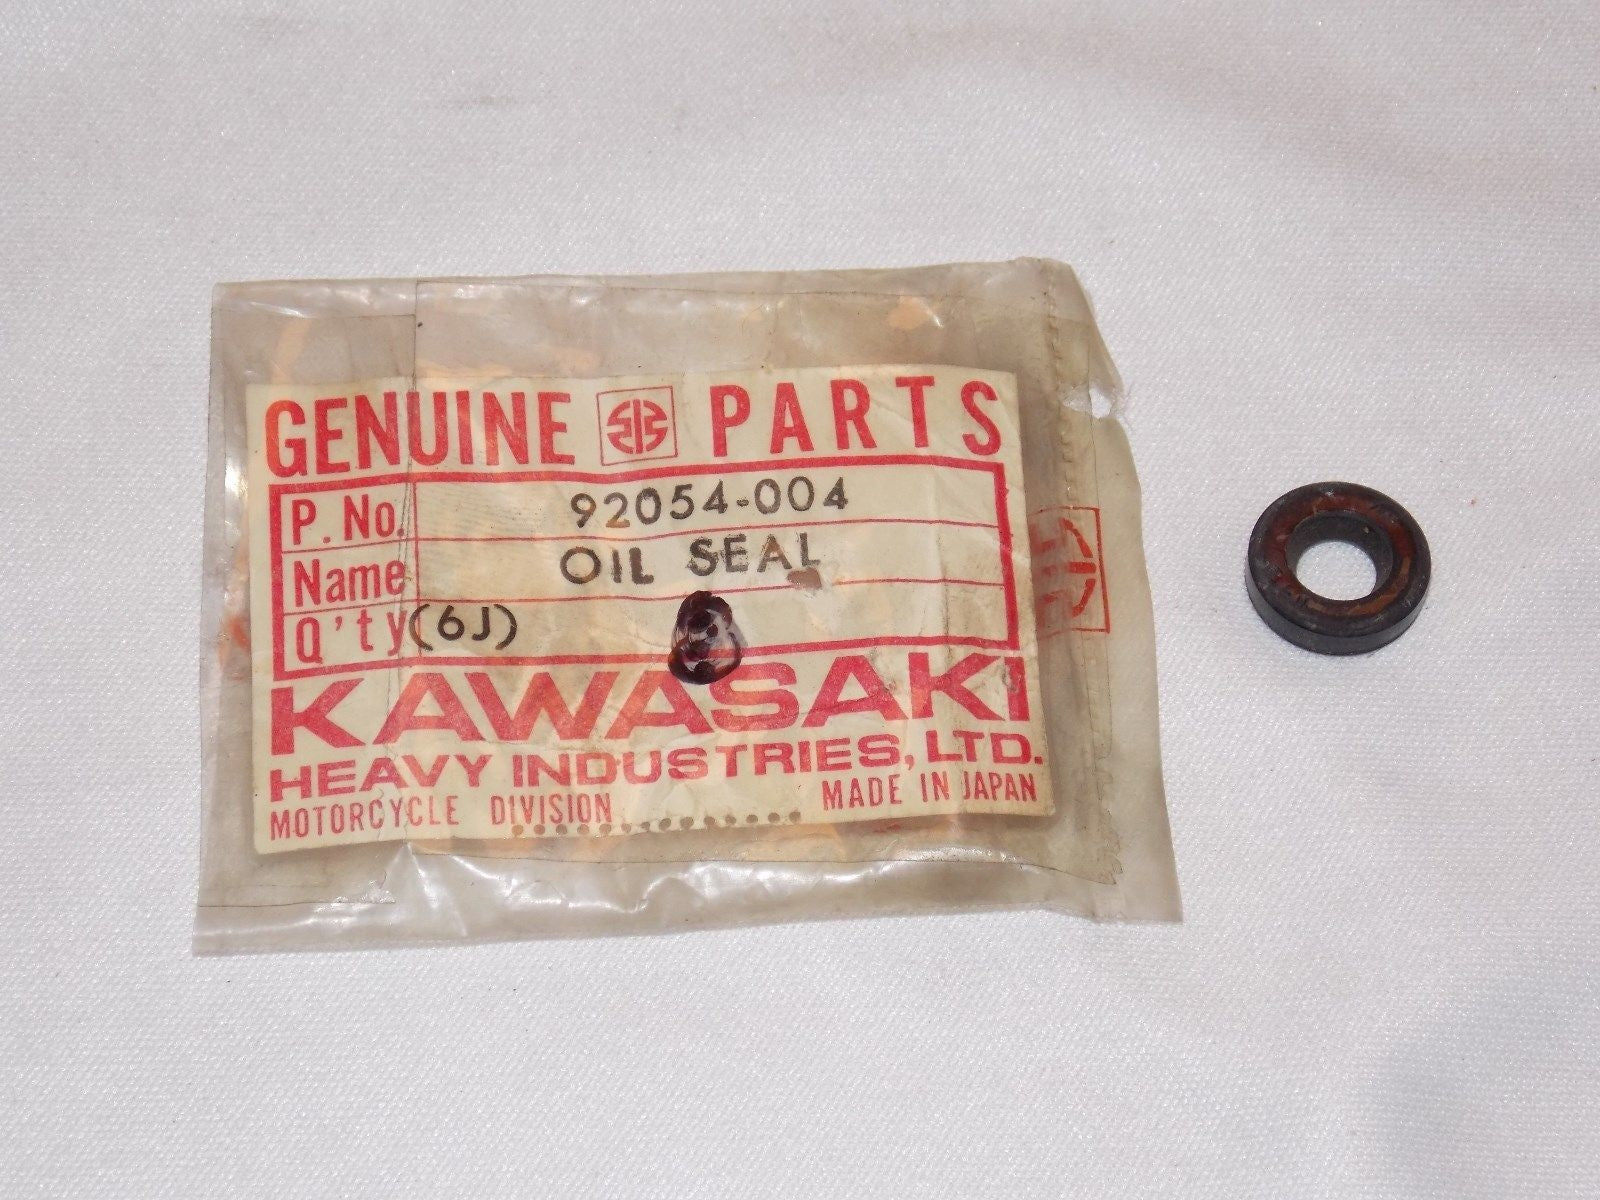 GENUINE PARTS
P. No. 92054-004
Name OIL SEAL
Q'ty (6J)
KAWASAKI
HEAVY INDUSTRIES, LTD.
MOTORCYCLE DIVISION MADE IN JAPAN